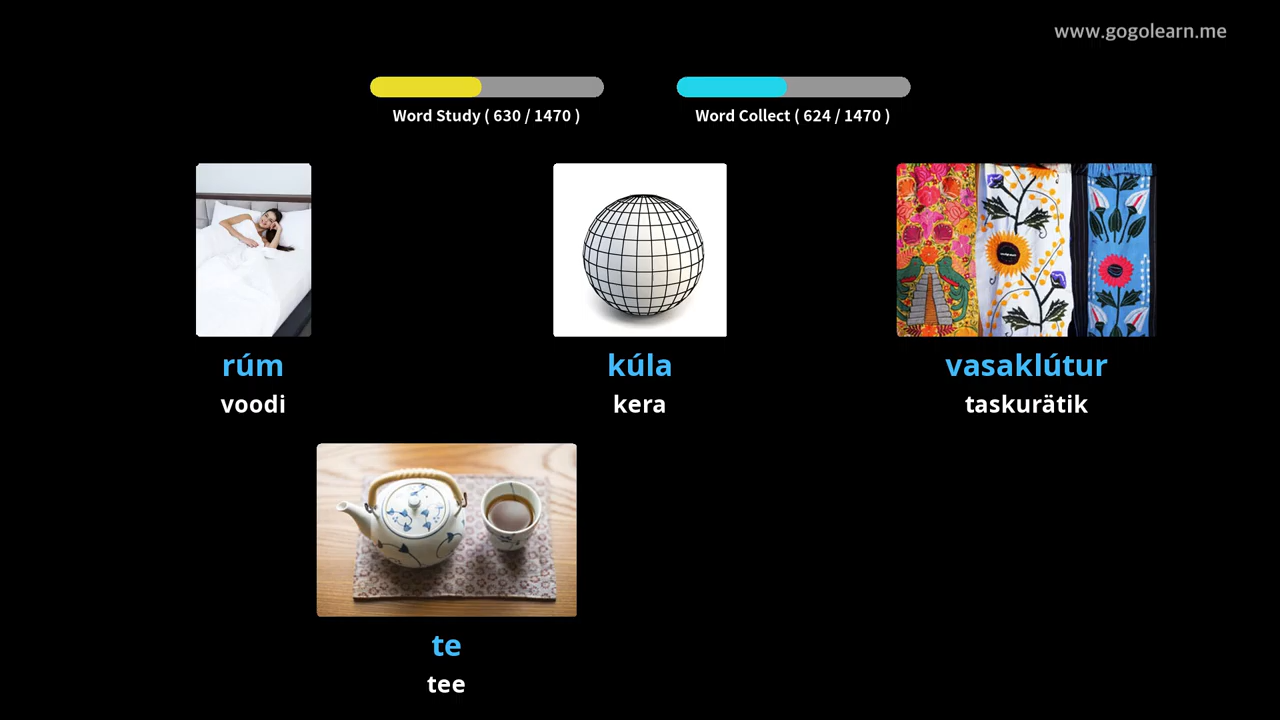 www.gogolearn.me
Word Study ( 630 / 1470 )
Word Collect ( 624 / 1470 )
rúm
voodi
kúla
kera
vasaklútur
taskurätik
te
tee